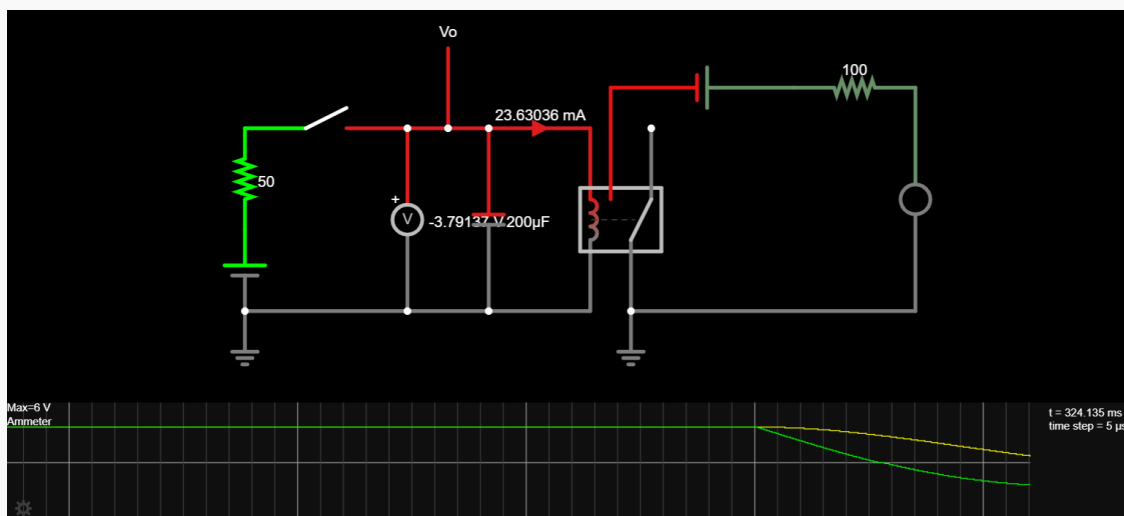 Vo
100
23.63036 mA
50
+
V
-3.79137 V
200µF
Max=6 V
Ammeter
t = 324.135 ms
time step = 5 µs